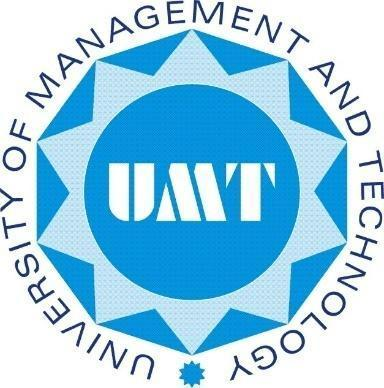 UNIVERSITY OF MANAGEMENT AND TECHNOLOGY
UMT